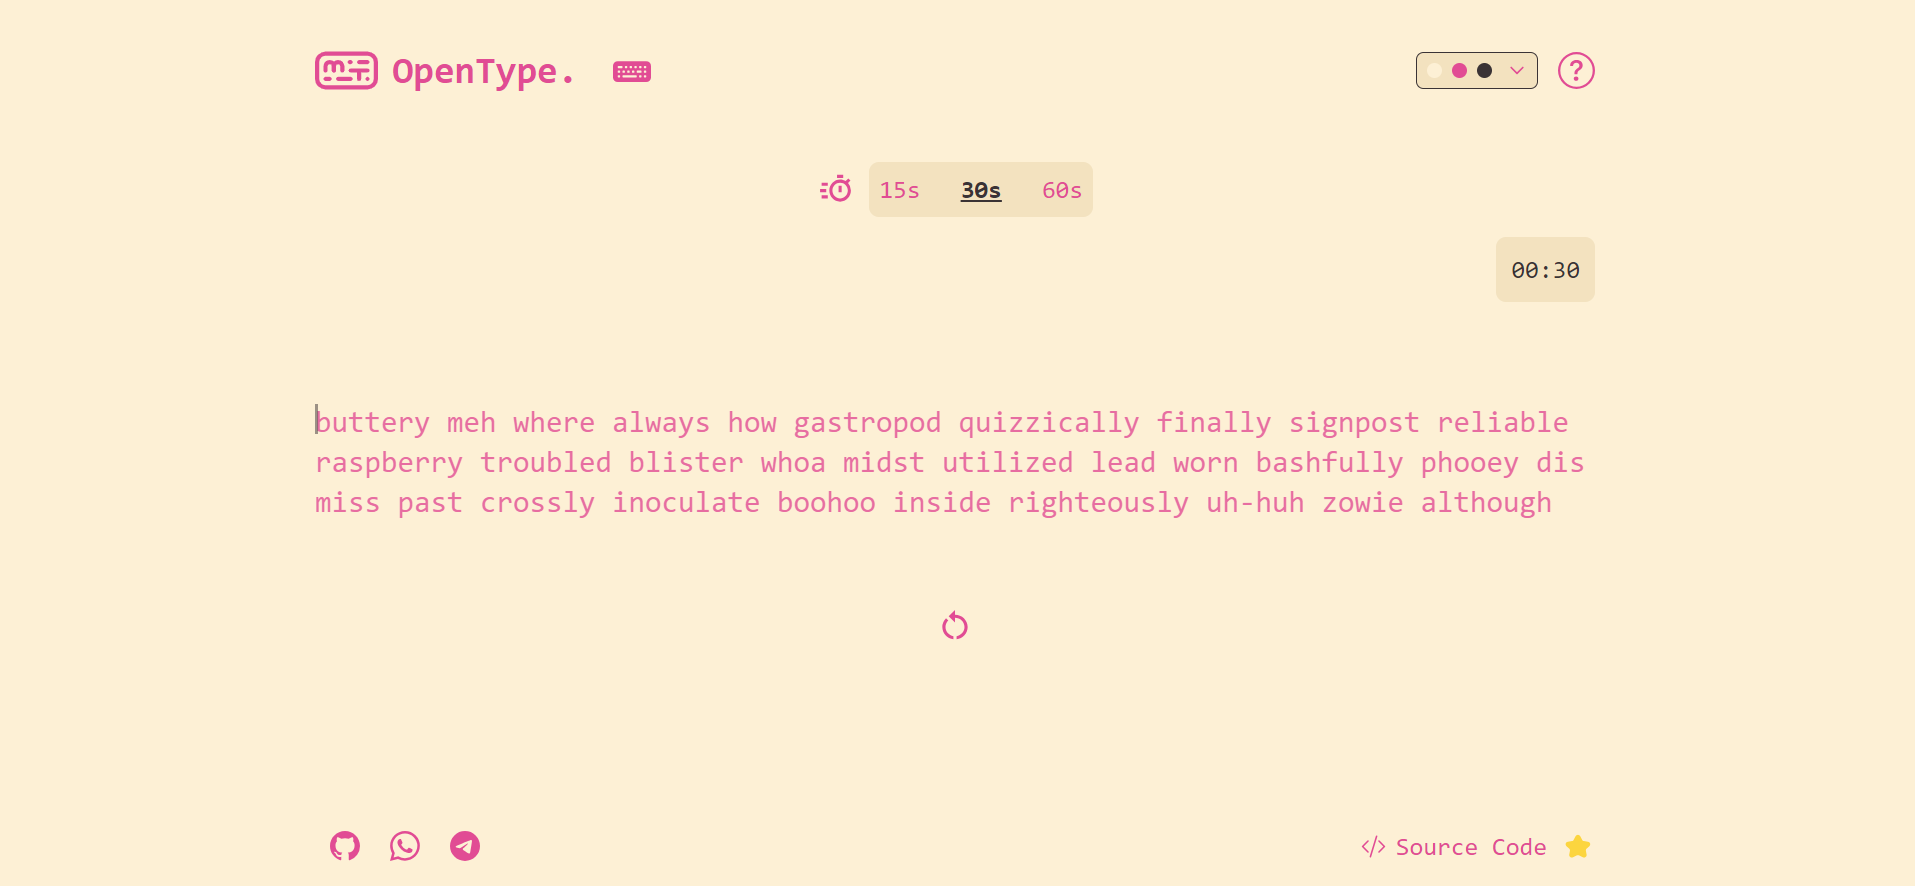 OpenType.
15s 30s 60s
00:30
buttery meh where always how gastropod quizzically finally signpost reliable
raspberry troubled blister whoa midst utilized lead worn bashfully phooey dis
miss past crossly inoculate boohoo inside righteously uh-huh zowie although
</> Source Code